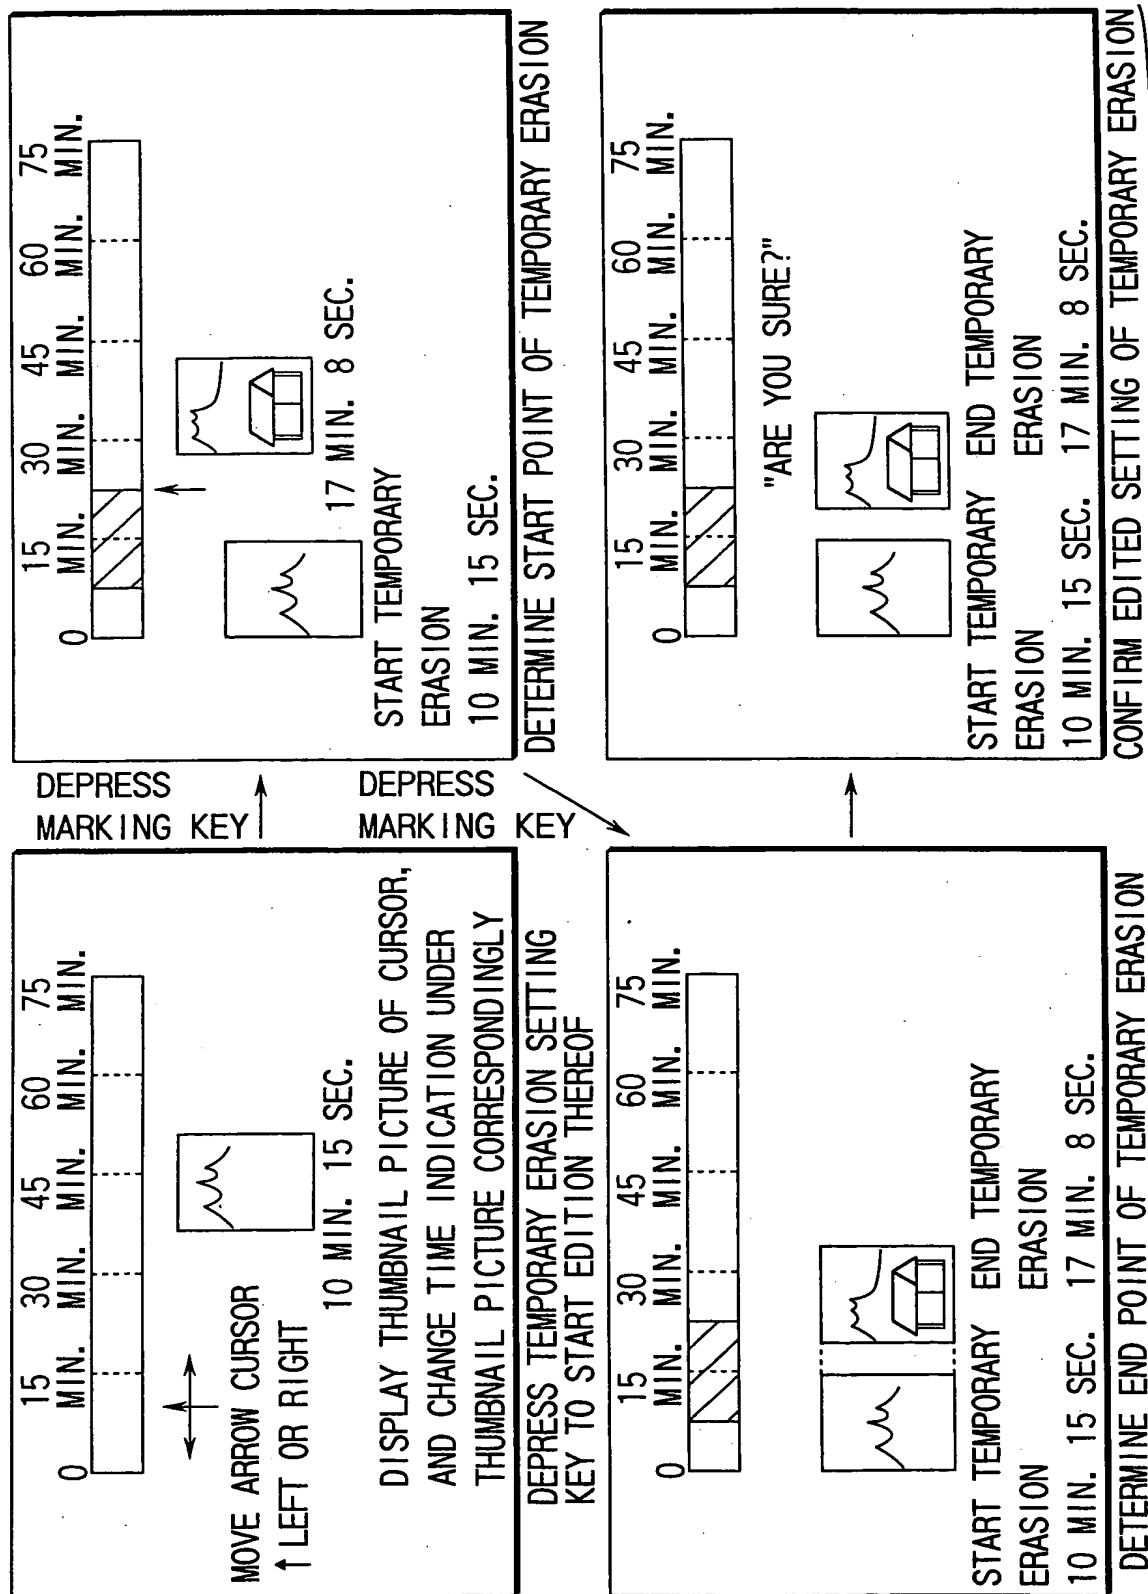 0 15 30 45 60 75
MIN. MIN. MIN. MIN. MIN.
MOVE ARROW CURSOR
↑ LEFT OR RIGHT
10 MIN. 15 SEC.
DISPLAY THUMBNAIL PICTURE OF CURSOR,
AND CHANGE TIME INDICATION UNDER
THUMBNAIL PICTURE CORRESPONDINGLY
DEPRESS TEMPORARY ERASION SETTING
KEY TO START EDITION THEREOF
DEPRESS
MARKING KEY
0 15 30 45 60 75
MIN. MIN. MIN. MIN. MIN.
17 MIN. 8 SEC.
START TEMPORARY
ERASION
10 MIN. 15 SEC.
DETERMINE START POINT OF TEMPORARY ERASION
DEPRESS
MARKING KEY
0 15 30 45 60 75
MIN. MIN. MIN. MIN. MIN.
START TEMPORARY END TEMPORARY
ERASION ERASION
10 MIN. 15 SEC. 17 MIN. 8 SEC.
DETERMINE END POINT OF TEMPORARY ERASION
0 15 30 45 60 75
MIN. MIN. MIN. MIN. MIN.
"ARE YOU SURE?"
START TEMPORARY END TEMPORARY
ERASION ERASION
10 MIN. 15 SEC. 17 MIN. 8 SEC.
CONFIRM EDITED SETTING OF TEMPORARY ERASION